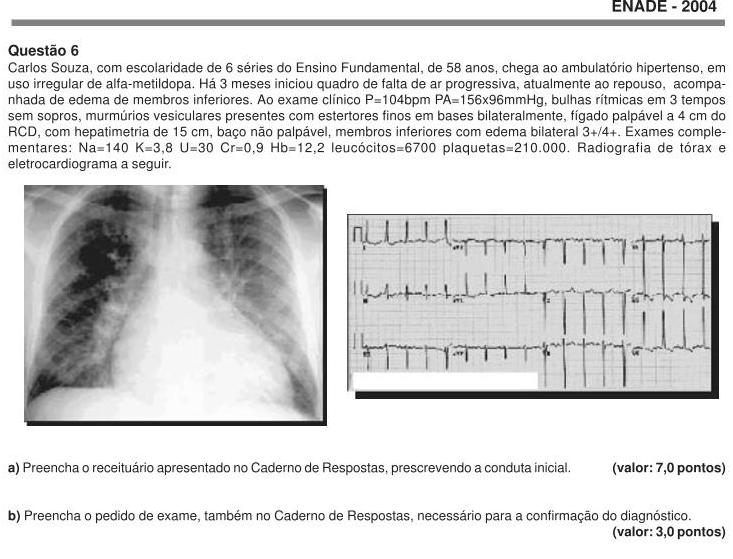 ENADE - 2004
Questão 6
Carlos Souza, com escolaridade de 6 séries do Ensino Fundamental, de 58 anos, chega ao ambulatório hipertenso, em
uso irregular de alfa-metildopa. Há 3 meses iniciou quadro de falta de ar progressiva, atualmente ao repouso, acompa-
nhada de edema de membros inferiores. Ao exame clínico P=104bpm PA=156x96mmHg, bulhas rítmicas em 3 tempos
sem sopros, murmúrios vesiculares presentes com estertores finos em bases bilateralmente, fígado palpável a 4 cm do
RCD, com hepatimetria de 15 cm, baço não palpável, membros inferiores com edema bilateral 3+/4+. Exames comple-
mentares: Na=140 K=3,8 U=30 Cr=0,9 Hb=12,2 leucócitos=6700 plaquetas=210.000. Radiografia de tórax e
eletrocardiograma a seguir.
a) Preencha o receituário apresentado no Caderno de Respostas, prescrevendo a conduta inicial. (valor: 7,0 pontos)
b) Preencha o pedido de exame, também no Caderno de Respostas, necessário para a confirmação do diagnóstico.
(valor: 3,0 pontos)